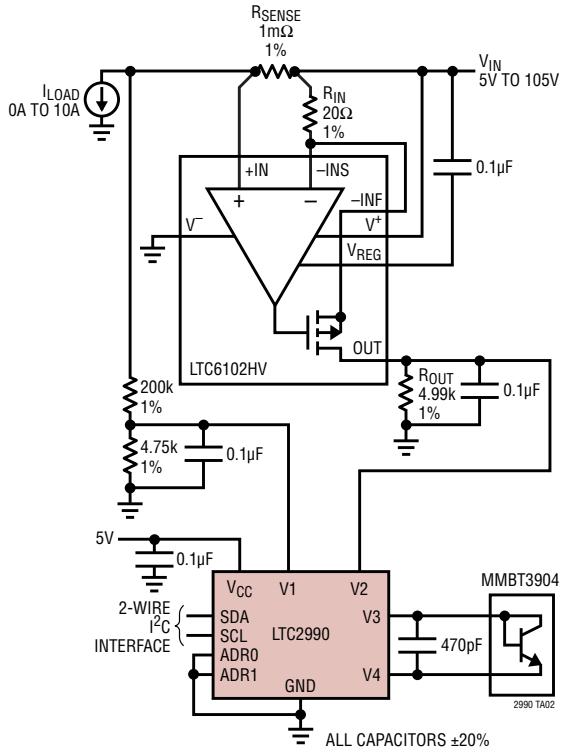 RSENSE
1mΩ
1%
VIN
5V TO 105V
ILOAD
0A TO 10A
RIN
20Ω
1%
+IN
–INS
0.1µF
+
–
–INF
V–
V+
VREG
OUT
LTC6102HV
200k
1%
ROUT
4.99k
1%
0.1µF
4.75k
1%
0.1µF
5V
0.1µF
VCC
V1
V2
MMBT3904
2-WIRE
I2C
INTERFACE
SDA
SCL
ADR0
ADR1
LTC2990
V3
V4
470pF
GND
2990 TA02
ALL CAPACITORS ±20%